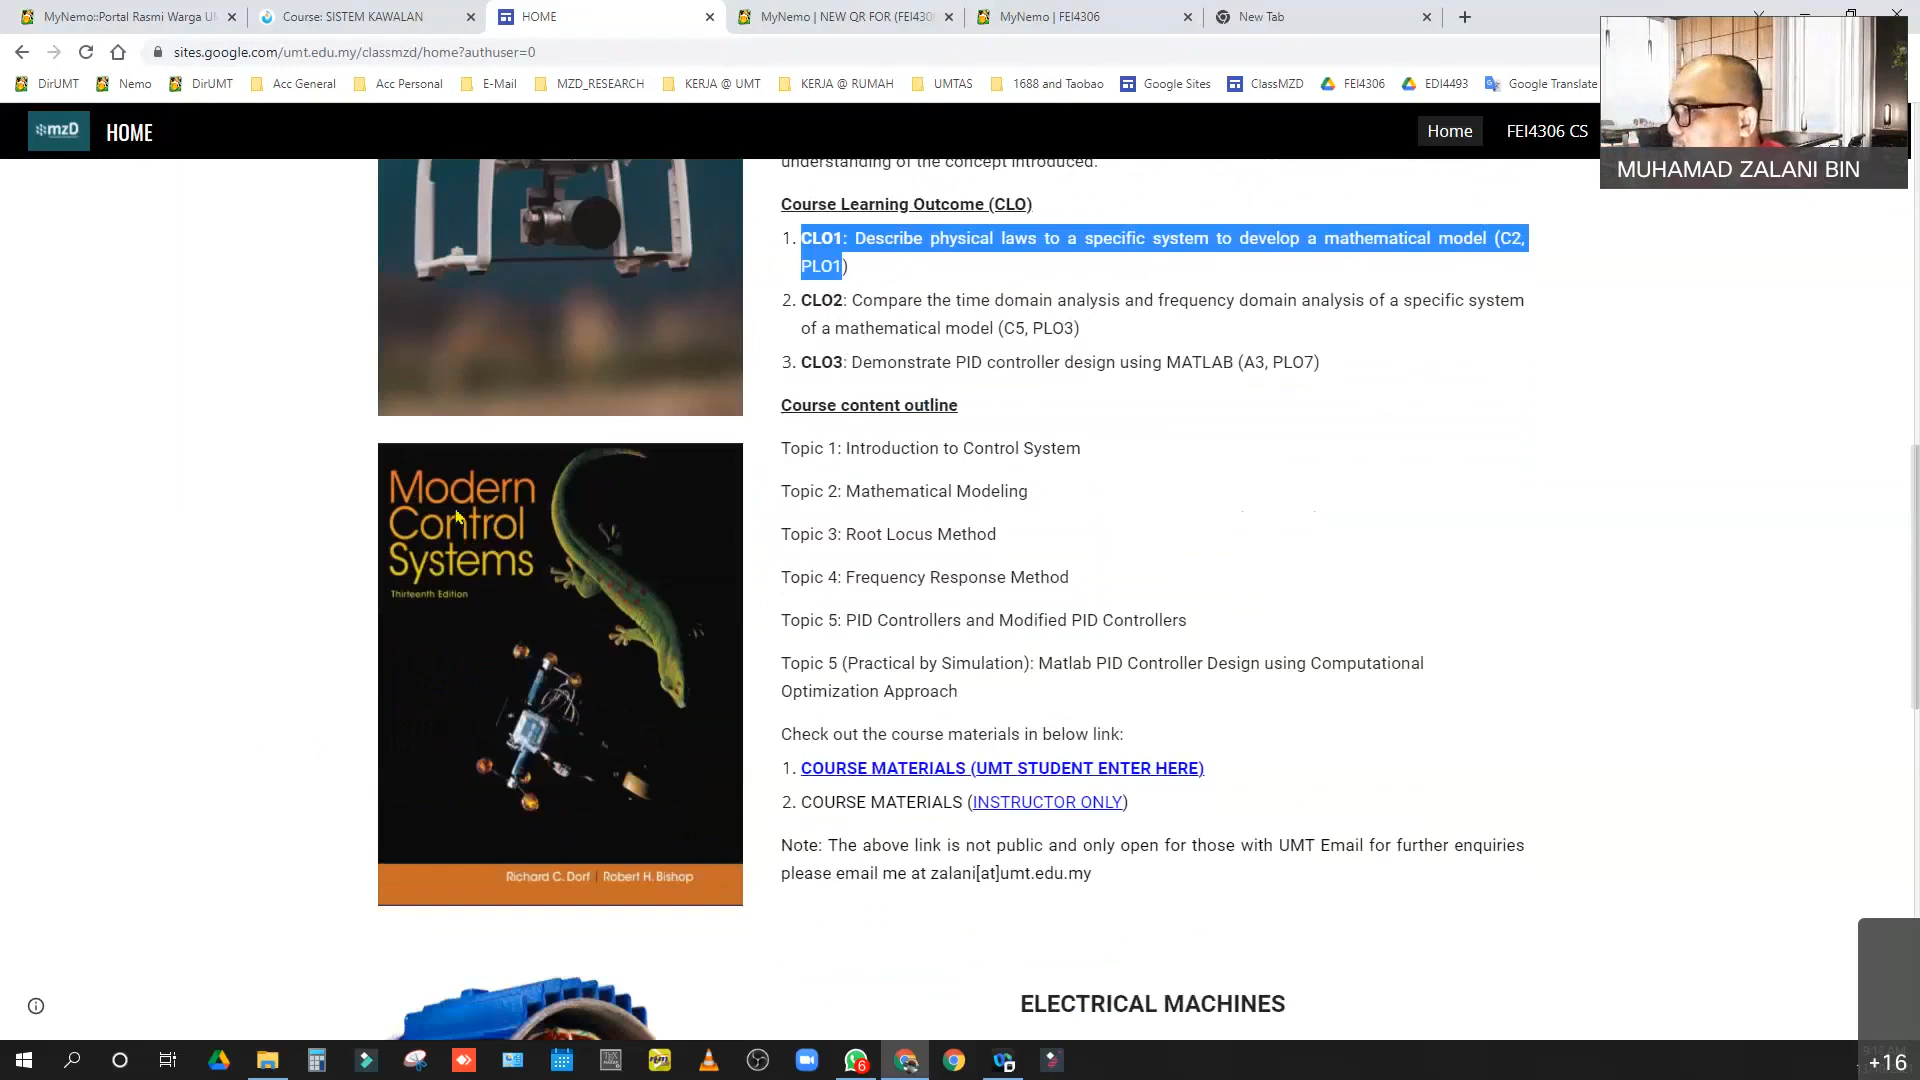 MyNemo::Portal Rasmi Warga UM
Course: SISTEM KAWALAN
HOME
MyNemo | NEW QR FOR (FEI430
MyNemo | FEI4306
New Tab
sites.google.com/umt.edu.my/classmzd/home?authuser=0
DirUMT
Nemo
DirUMT
Acc General
Acc Personal
E-Mail
MZD_RESEARCH
KERJA @ UMT
KERJA @ RUMAH
UMTAS
1688 and Taobao
Google Sites
ClassMZD
FEI4306
EDI4493
Google Translate
mzD
HOME
Home
FEI4306 CS
MUHAMAD ZALANI BIN
understanding of the concept introduced.
Course Learning Outcome (CLO)
1. CLO1: Describe physical laws to a specific system to develop a mathematical model (C2,
PLO1)
2. CLO2: Compare the time domain analysis and frequency domain analysis of a specific system
of a mathematical model (C5, PLO3)
3. CLO3: Demonstrate PID controller design using MATLAB (A3, PLO7)
Course content outline
Topic 1: Introduction to Control System
Topic 2: Mathematical Modeling
Topic 3: Root Locus Method
Topic 4: Frequency Response Method
Topic 5: PID Controllers and Modified PID Controllers
Topic 5 (Practical by Simulation): Matlab PID Controller Design using Computational
Optimization Approach
Check out the course materials in below link:
1. COURSE MATERIALS (UMT STUDENT ENTER HERE)
2. COURSE MATERIALS (INSTRUCTOR ONLY)
Note: The above link is not public and only open for those with UMT Email for further enquiries
please email me at zalani[at]umt.edu.my
Modern
Control
Systems
Thirteenth Edition
Richard C. Dorf | Robert H. Bishop
ELECTRICAL MACHINES
6
+16